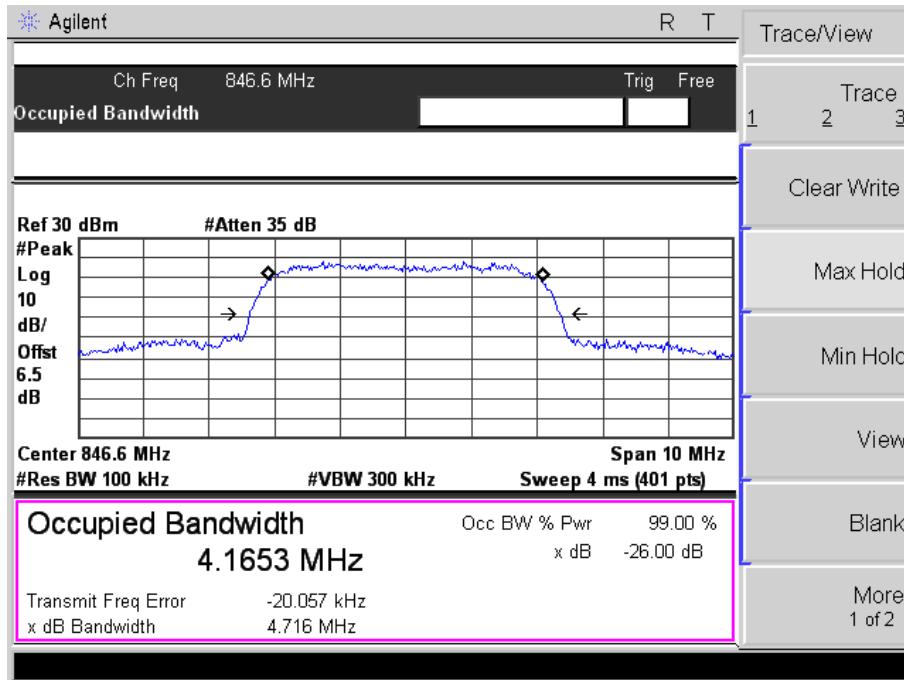 Agilent R T
Trace/View
Ch Freq 846.6 MHz Trig Free
Occupied Bandwidth
Trace
1 2 3
Clear Write
Ref 30 dBm #Atten 35 dB
#Peak
Log
10
dB/
Offst
6.5
dB
Max Hold
Min Hold
Center 846.6 MHz Span 10 MHz
#Res BW 100 kHz #VBW 300 kHz Sweep 4 ms (401 pts)
View
Occupied Bandwidth Occ BW % Pwr 99.00 %
4.1653 MHz x dB -26.00 dB
Transmit Freq Error -20.057 kHz
x dB Bandwidth 4.716 MHz
Blank
More
1 of 2